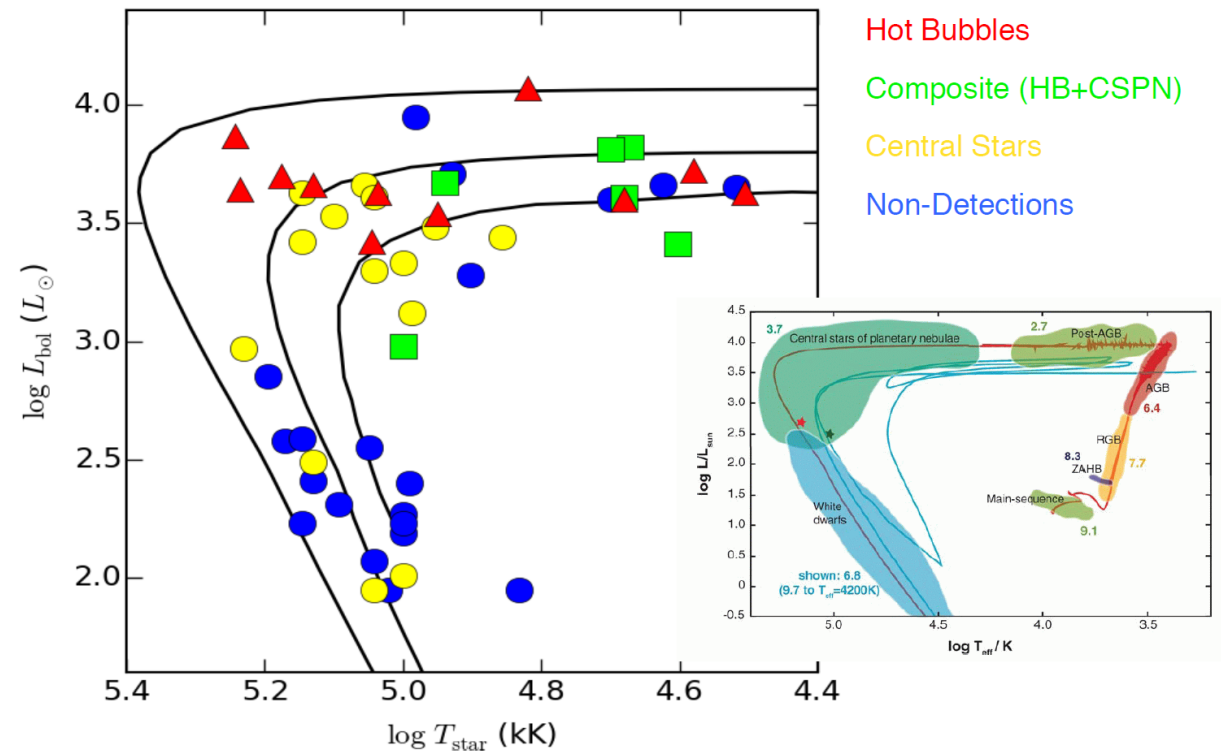 Hot Bubbles
Composite (HB+CSPN)
Central Stars
Non-Detections
log L_bol (L_⊙)
4.0
3.5
3.0
2.5
2.0
5.4 5.2 5.0 4.8 4.6 4.4
log T_star (kK)
log L/L_sun
4.5
4.0
3.5
3.0
2.5
2.0
1.5
1.0
0.5
0
-0.5
3.7
Central stars of planetary nebulae
2.7
Post-AGB
AGB
6.4
RGB
7.7
8.3
ZAHB
Main-sequence
9.1
White
dwarfs
shown: 6.8
(9.7 to T_eff=4200K)
5.0 4.5 4.0 3.5
log T_eff / K